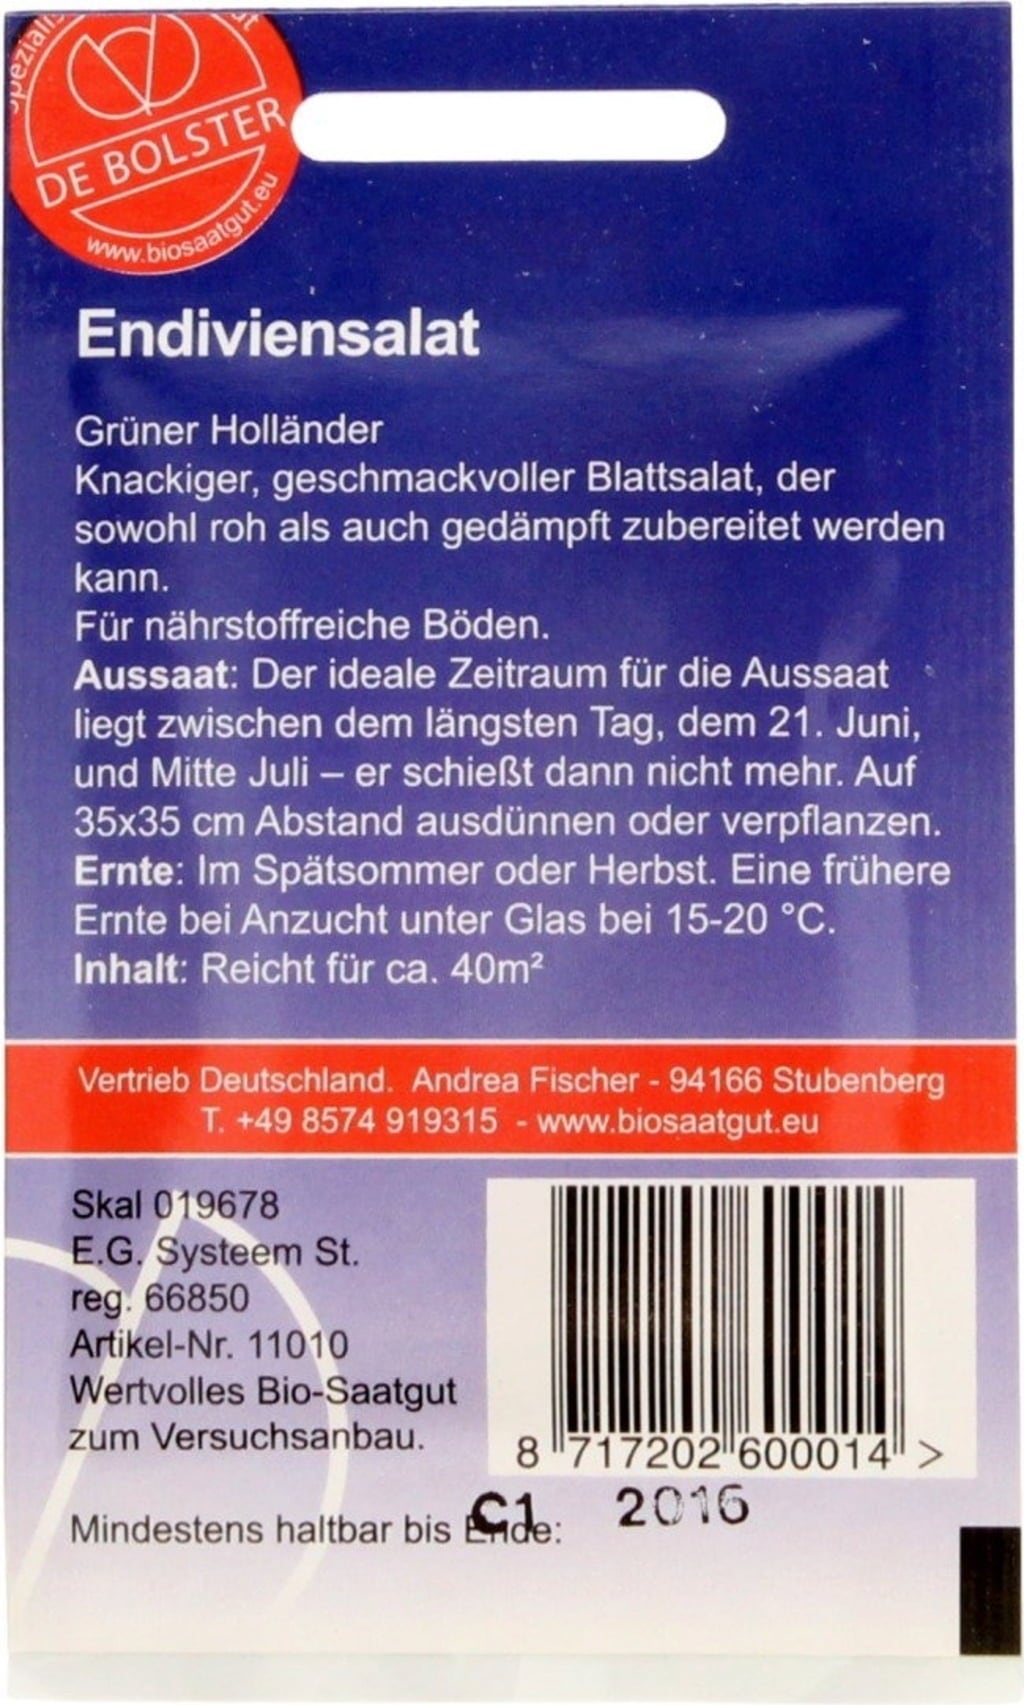 DE BOLSTER
www.biosaatgut.eu
Endiviensalat
Grüner Holländer
Knackiger, geschmackvoller Blattsalat, der
sowohl roh als auch gedämpft zubereitet werden
kann.
Für nährstoffreiche Böden.
Aussaat: Der ideale Zeitraum für die Aussaat
liegt zwischen dem längsten Tag, dem 21. Juni,
und Mitte Juli – er schießt dann nicht mehr. Auf
35x35 cm Abstand ausdünnen oder verpflanzen.
Ernte: Im Spätsommer oder Herbst. Eine frühere
Ernte bei Anzucht unter Glas bei 15-20 °C.
Inhalt: Reicht für ca. 40m²
Vertrieb Deutschland. Andrea Fischer - 94166 Stubenberg
T. +49 8574 919315 - www.biosaatgut.eu
Skal 019678
E.G. Systeem St.
reg. 66850
Artikel-Nr. 11010
Wertvolles Bio-Saatgut
zum Versuchsanbau.
8 717202 600014 >
C1 2016
Mindestens haltbar bis Ende: